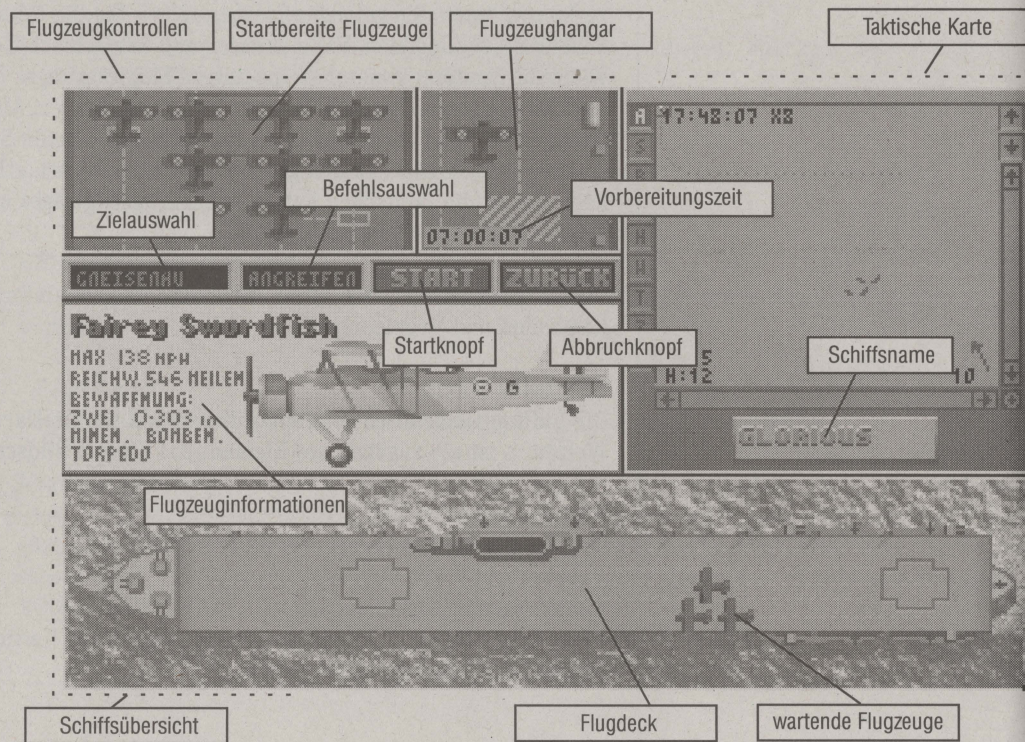 Flugzeugkontrollen
Startbereite Flugzeuge
Flugzeughangar
Taktische Karte
A 17:48:07 X8
S
Befehlsauswahl
Zielauswahl
Vorbereitungszeit
07:00:07
H
W
T
GNEISENAU
ANGREIFEN
START
ZURÜCK
Fairey Swordfish
Startknopf
Abbruchknopf
Schiffsname
MAX 138 MPH
REICHW. 546 MEILEN
BEWAFFNUNG:
ZWEI 0·303 in
MINEN. BOMBEN.
TORPEDO
G
5
H:12
10
GLORIOUS
Flugzeuginformationen
Schiffsübersicht
Flugdeck
wartende Flugzeuge